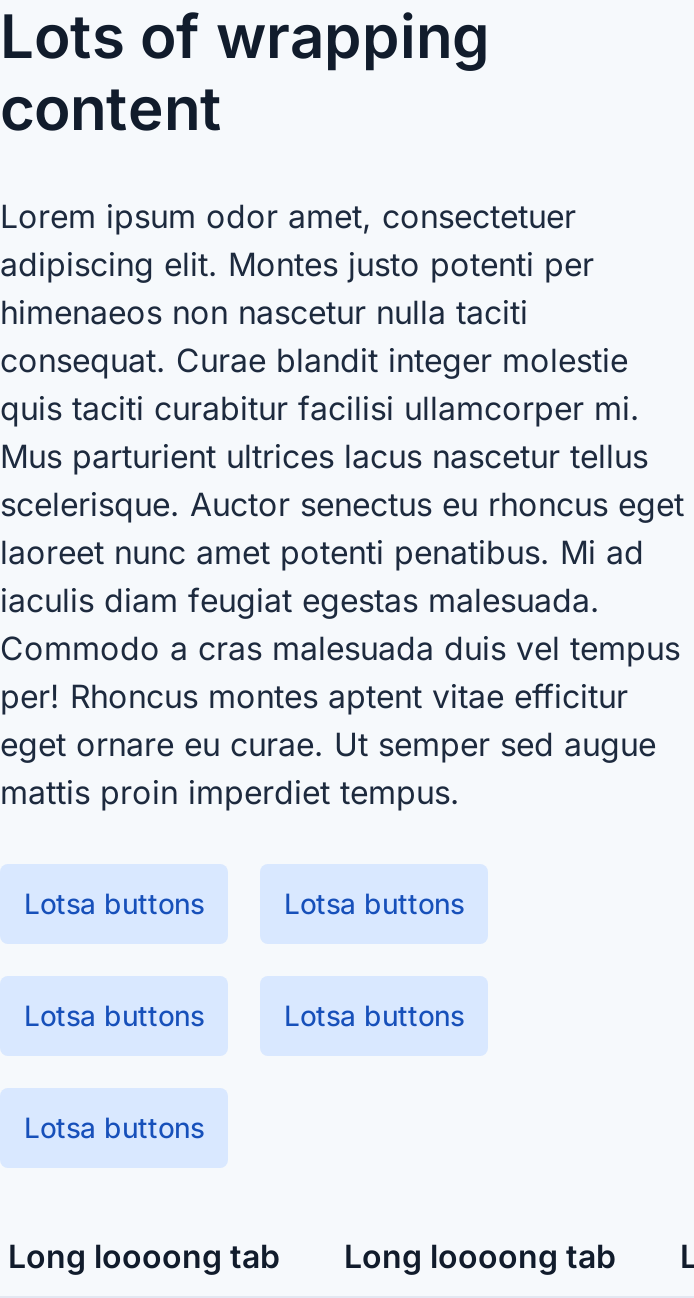 Lots of wrapping
content
Lorem ipsum odor amet, consectetuer
adipiscing elit. Montes justo potenti per
himenaeos non nascetur nulla taciti
consequat. Curae blandit integer molestie
quis taciti curabitur facilisi ullamcorper mi.
Mus parturient ultrices lacus nascetur tellus
scelerisque. Auctor senectus eu rhoncus eget
laoreet nunc amet potenti penatibus. Mi ad
iaculis diam feugiat egestas malesuada.
Commodo a cras malesuada duis vel tempus
per! Rhoncus montes aptent vitae efficitur
eget ornare eu curae. Ut semper sed augue
mattis proin imperdiet tempus.
Lotsa buttons Lotsa buttons
Lotsa buttons Lotsa buttons
Lotsa buttons
Long loooong tab Long loooong tab